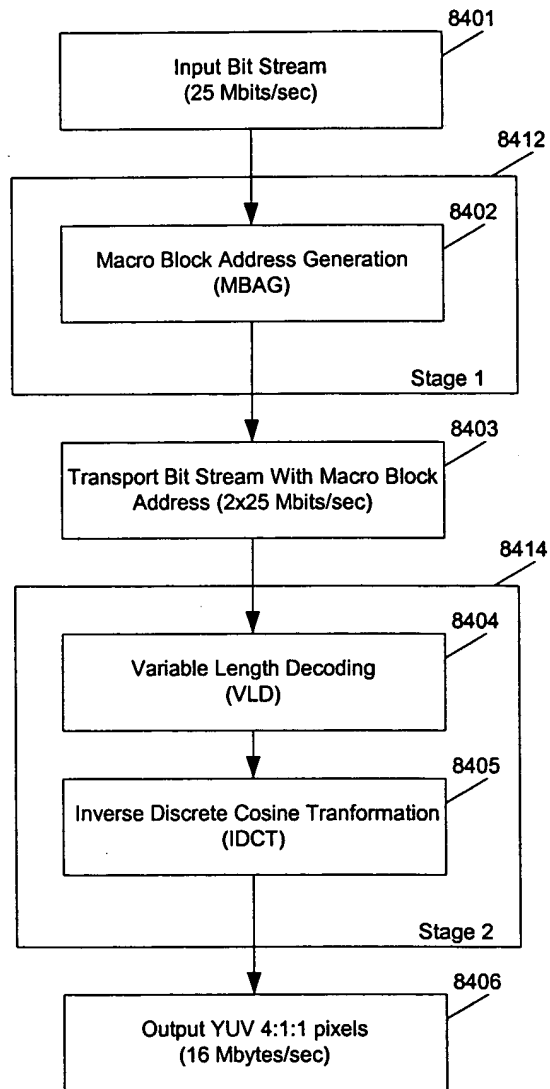 8401
Input Bit Stream
(25 Mbits/sec)
8412
8402
Macro Block Address Generation
(MBAG)
Stage 1
8403
Transport Bit Stream With Macro Block
Address (2x25 Mbits/sec)
8414
8404
Variable Length Decoding
(VLD)
8405
Inverse Discrete Cosine Tranformation
(IDCT)
Stage 2
8406
Output YUV 4:1:1 pixels
(16 Mbytes/sec)